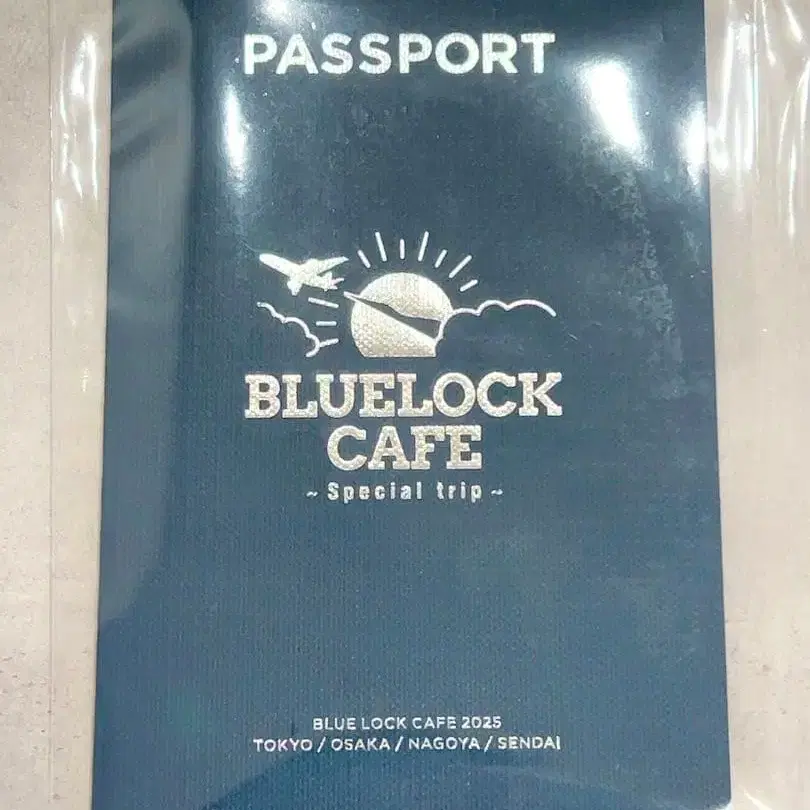 PASSPORT
BLUELOCK
CAFE
~ Special trip ~
BLUE LOCK CAFE 2025
TOKYO / OSAKA / NAGOYA / SENDAI